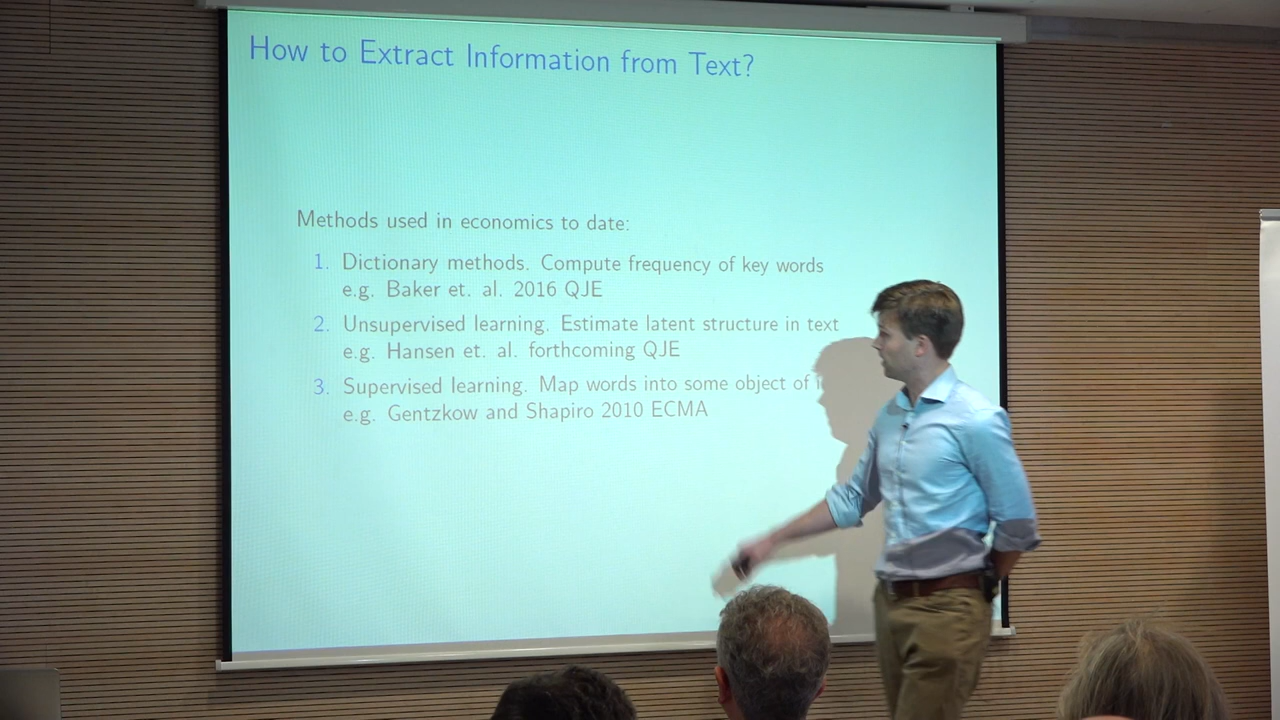 How to Extract Information from Text?
Methods used in economics to date:
1. Dictionary methods. Compute frequency of key words
e.g. Baker et. al. 2016 QJE
2. Unsupervised learning. Estimate latent structure in text
e.g. Hansen et. al. forthcoming QJE
3. Supervised learning. Map words into some object of
e.g. Gentzkow and Shapiro 2010 ECMA